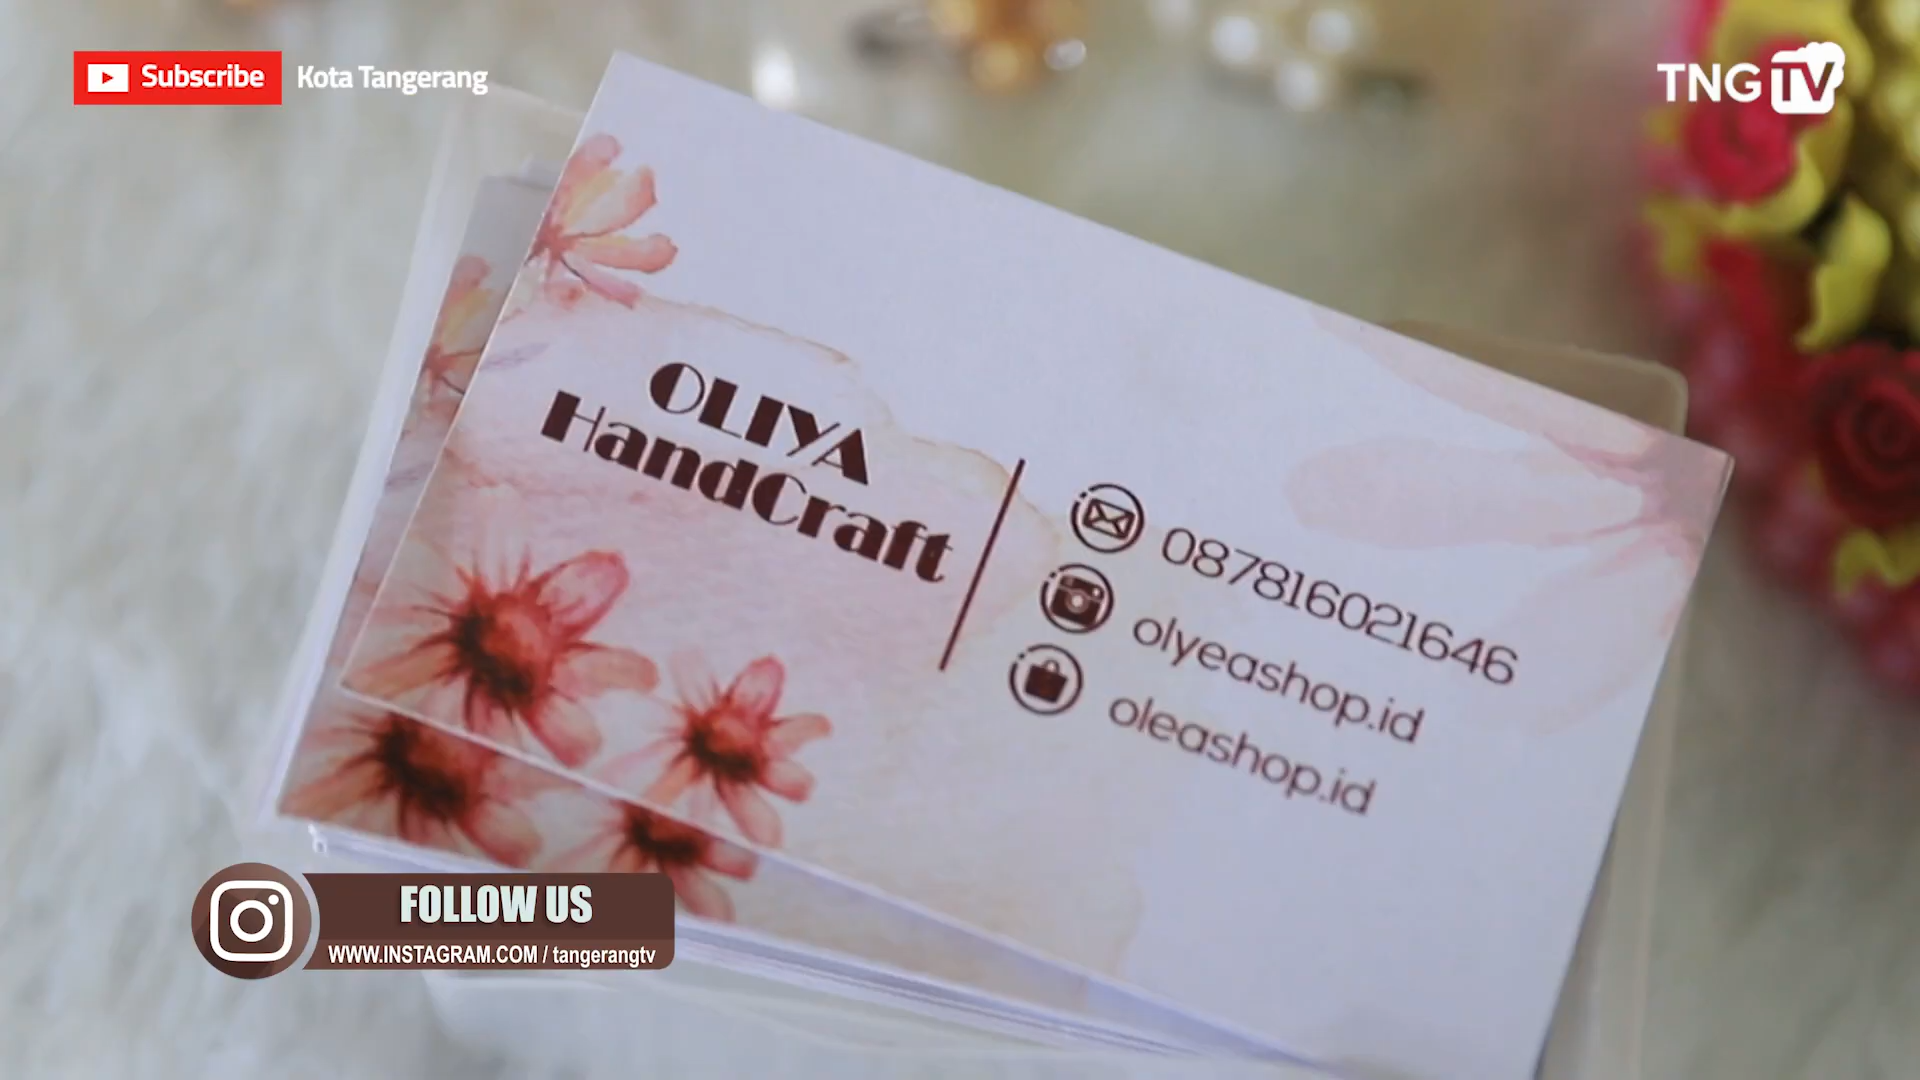 Subscribe Kota Tangerang
TNG TV
OLIYA
HandCraft
087816021646
olyeashop.id
oleashop.id
FOLLOW US
WWW.INSTAGRAM.COM / tangerangtv